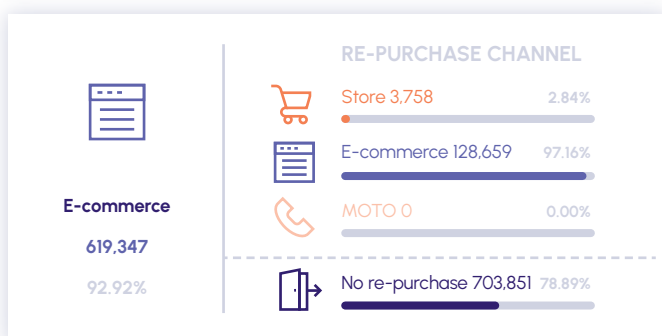 RE-PURCHASE CHANNEL
Store 3,758 2.84%
E-commerce 128,659 97.16%
MOTO 0 0.00%
No re-purchase 703,851 78.89%
E-commerce
619,347
92.92%